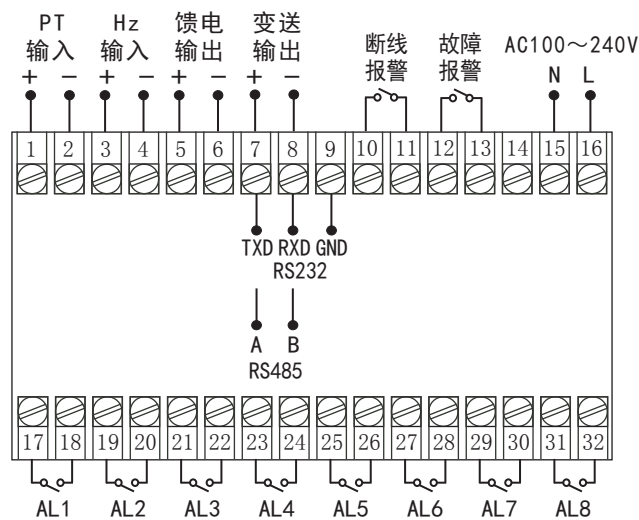 PT Hz 馈电 变送
输入 输入 输出 输出
断线 故障 AC100～240V
报警 报警
+ − + − + − + − N L
1 2 3 4 5 6 7 8 9 10 11 12 13 14 15 16
TXD RXD GND
RS232
A B
RS485
17 18 19 20 21 22 23 24 25 26 27 28 29 30 31 32
AL1 AL2 AL3 AL4 AL5 AL6 AL7 AL8